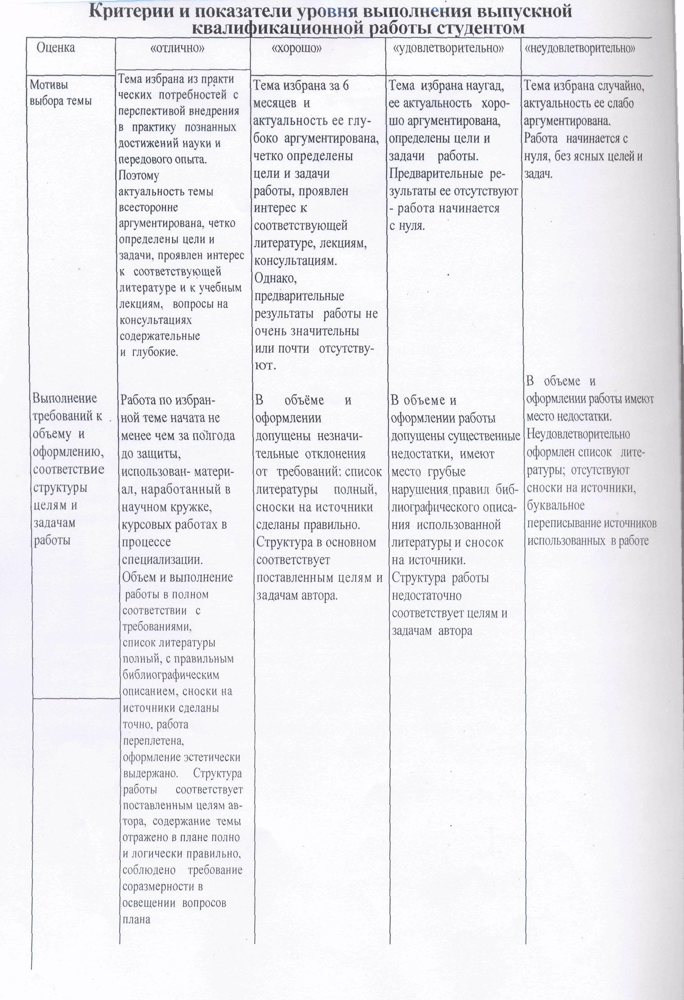 Критерии и показатели уровня выполнения выпускной
квалификационной работы студентом
Оценка
«отлично»
«хорошо»
«удовлетворительно»
«неудовлетворительно»
Мотивы
выбора темы
Тема избрана из практи
ческих потребностей с
перспективой внедрения
в практику познанных
достижений науки и
передового опыта.
Поэтому
актуальность темы
всесторонне
аргументирована, четко
определены цели и
задачи, проявлен интерес
к соответствующей
литературе и к учебным
лекциям, вопросы на
консультациях
содержательные
и глубокие.
Тема избрана за 6
месяцев и
актуальность ее глу-
боко аргументирована,
четко определены
цели и задачи
работы, проявлен
интерес к
соответствующей
литературе, лекциям,
консультациям.
Однако,
предварительные
результаты работы не
очень значительны
или почти отсутству-
ют.
Тема избрана наугад,
ее актуальность хоро-
шо аргументирована,
определены цели и
задачи работы.
Предварительные ре-
зультаты ее отсутствуют
- работа начинается
с нуля.
Тема избрана случайно,
актуальность ее слабо
аргументирована.
Работа начинается с
нуля, без ясных целей и
задач.
Выполнение
требований к
объему и
оформлению,
соответствие
структуры
целям и
задачам
работы
Работа по избран-
ной теме начата не
менее чем за полгода
до защиты,
использован- матери-
ал, наработанный в
научном кружке,
курсовых работах в
процессе
специализации.
Объем и выполнение
работы в полном
соответствии с
требованиями,
список литературы
полный, с правильным
библиографическим
описанием, сноски на
источники сделаны
точно, работа
переплетена,
оформление эстетически
выдержано. Структура
работы соответствует
поставленным целям ав-
тора, содержание темы
отражено в плане полно
и логически правильно,
соблюдено требование
соразмерности в
освещении вопросов
плана
В объёме и
оформлении
допущены незначи-
тельные отклонения
от требований: список
литературы полный,
сноски на источники
сделаны правильно.
Структура в основном
соответствует
поставленным целям и
задачам автора.
В объеме и
оформлении работы
допущены существенные
недостатки, имеют
место грубые
нарушения правил биб-
лиографического описа-
ния использованной
литературы и сносок
на источники.
Структура работы
недостаточно
соответствует целям и
задачам автора
В объеме и
оформлении работы имеют
место недостатки.
Неудовлетворительно
оформлен список лите-
ратуры; отсутствуют
сноски на источники,
буквальное
переписывание источников
использованных в работе